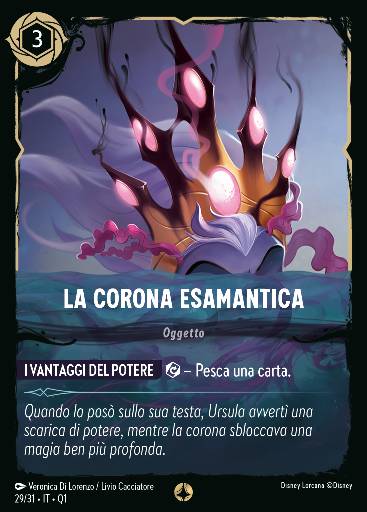 3
LA CORONA ESAMANTICA
Oggetto
I VANTAGGI DEL POTERE – Pesca una carta.
Quando la posò sullo sua testa, Ursula avvertì una
scarica di potere, mentre la corona sbloccava una
magia ben più profonda.
Veronica Di Lorenzo / Livio Cacciatore
Disney Lorcana ©Disney
29/31 • IT • Q1